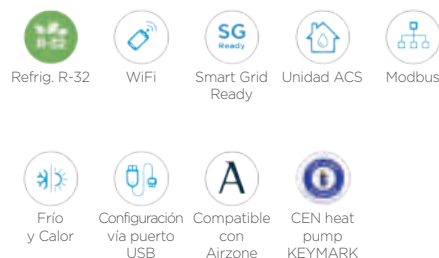 R-32
SG
Ready
Refrig. R-32
WiFi
Smart Grid
Ready
Unidad ACS
Modbus
A
Frío
y Calor
Configuración
vía puerto
USB
Compatible
con
Airzone
CEN heat
pump
KEYMARK